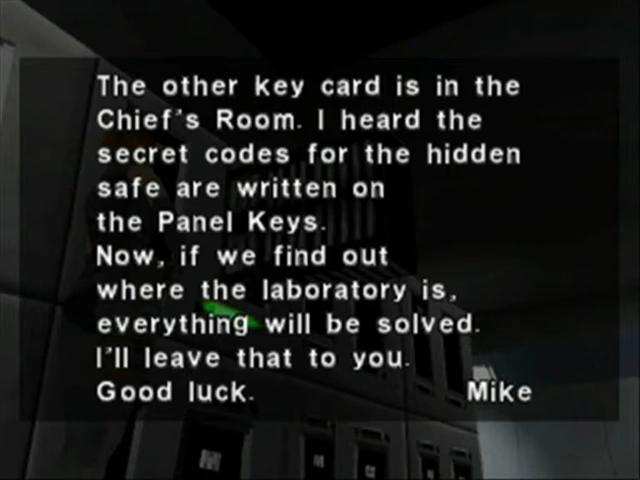 The other key card is in the
Chief's Room. I heard the
secret codes for the hidden
safe are written on
the Panel Keys.
Now, if we find out
where the laboratory is,
everything will be solved.
I'll leave that to you.
Good luck. Mike